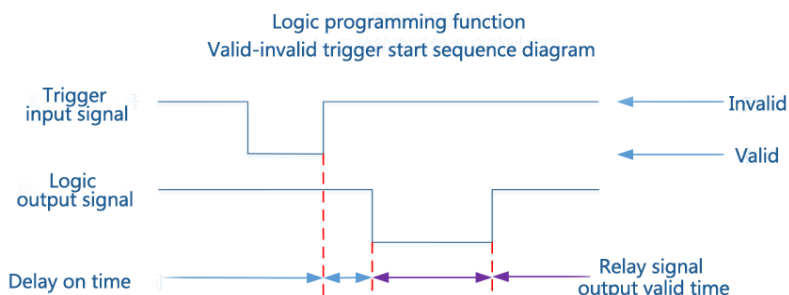 Logic programming function
Valid-invalid trigger start sequence diagram
Trigger
input signal
Invalid
Valid
Logic
output signal
Delay on time
Relay signal
output valid time